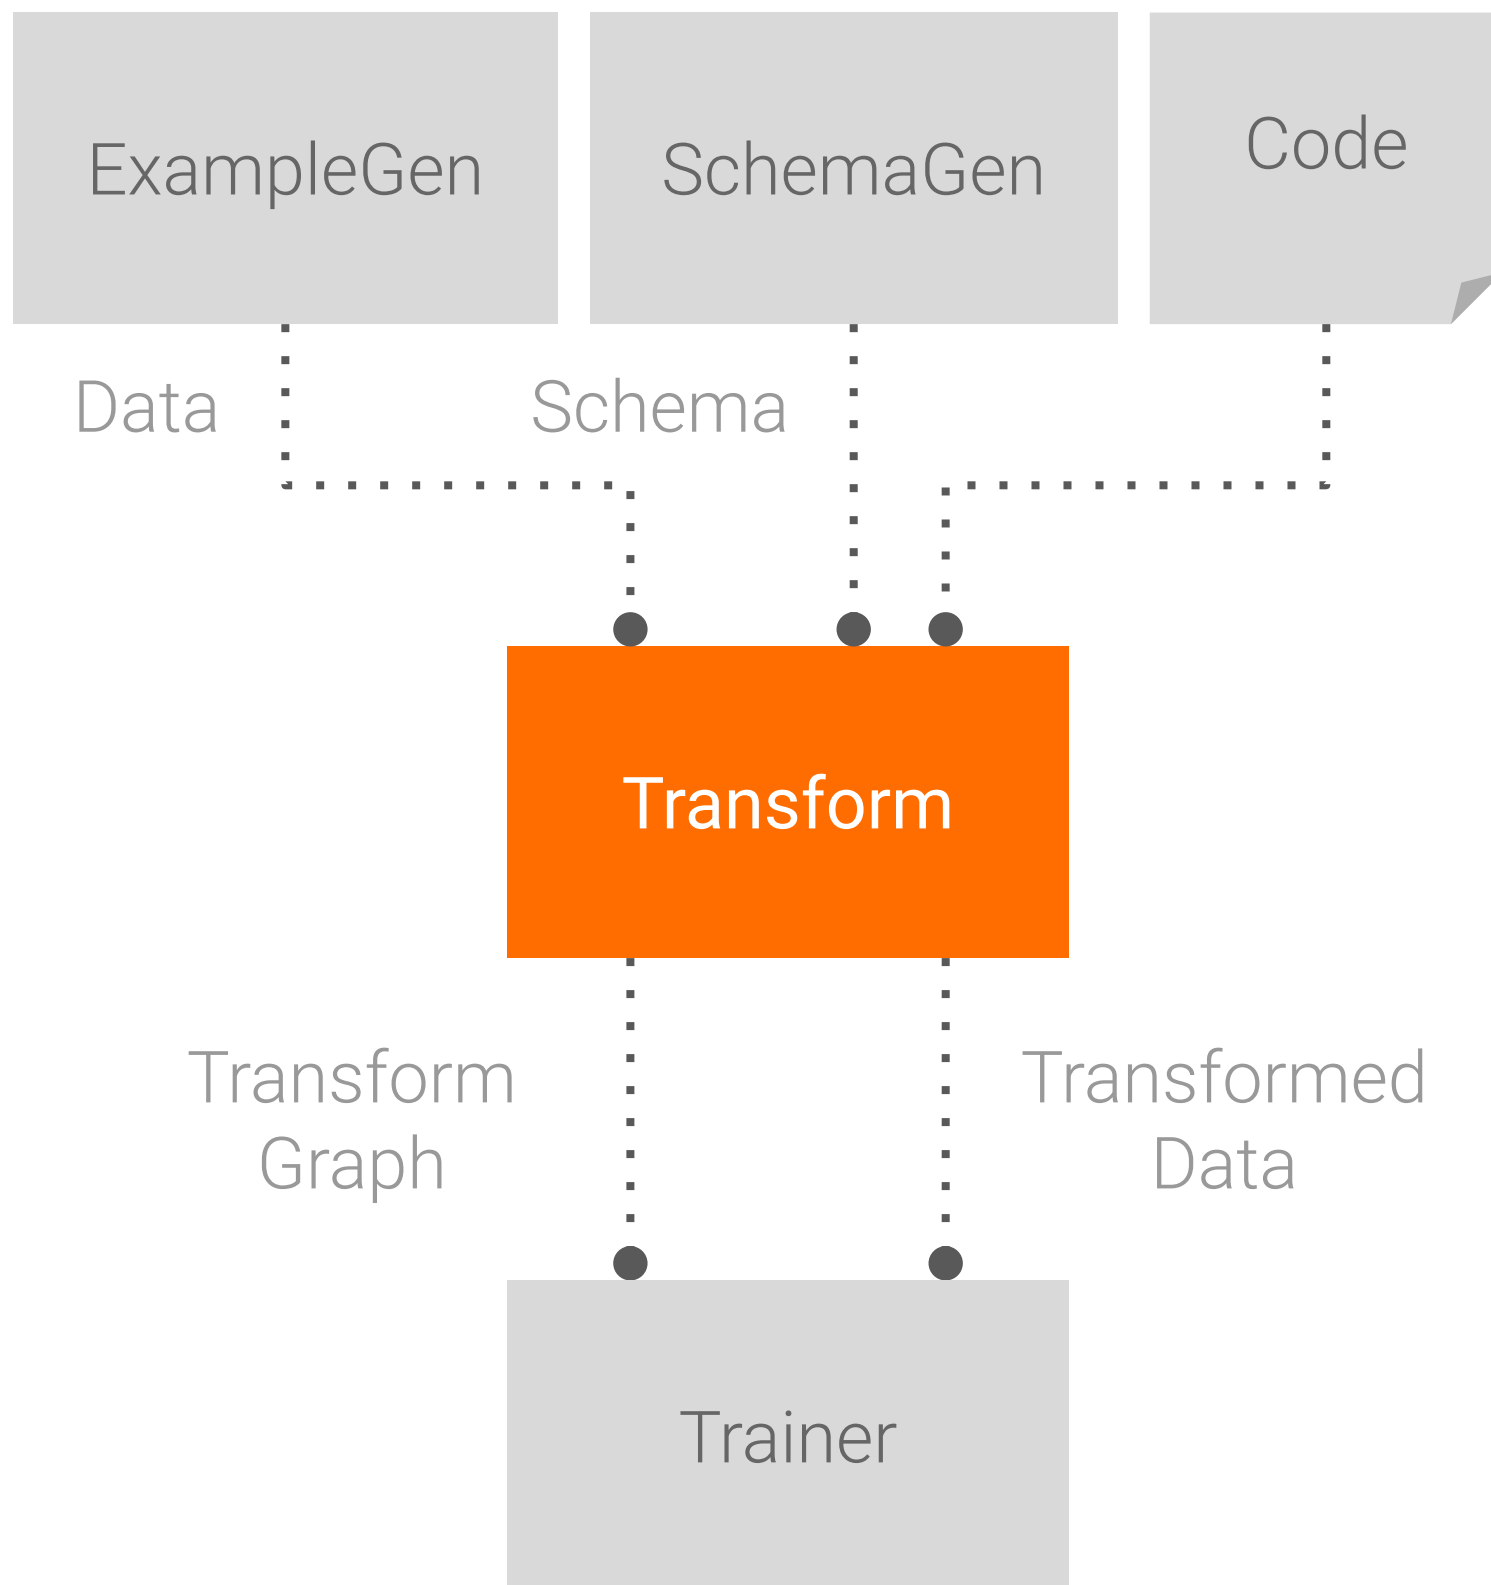 ExampleGen
SchemaGen
Code
Data
Schema
Transform
Transform
Graph
Transformed
Data
Trainer